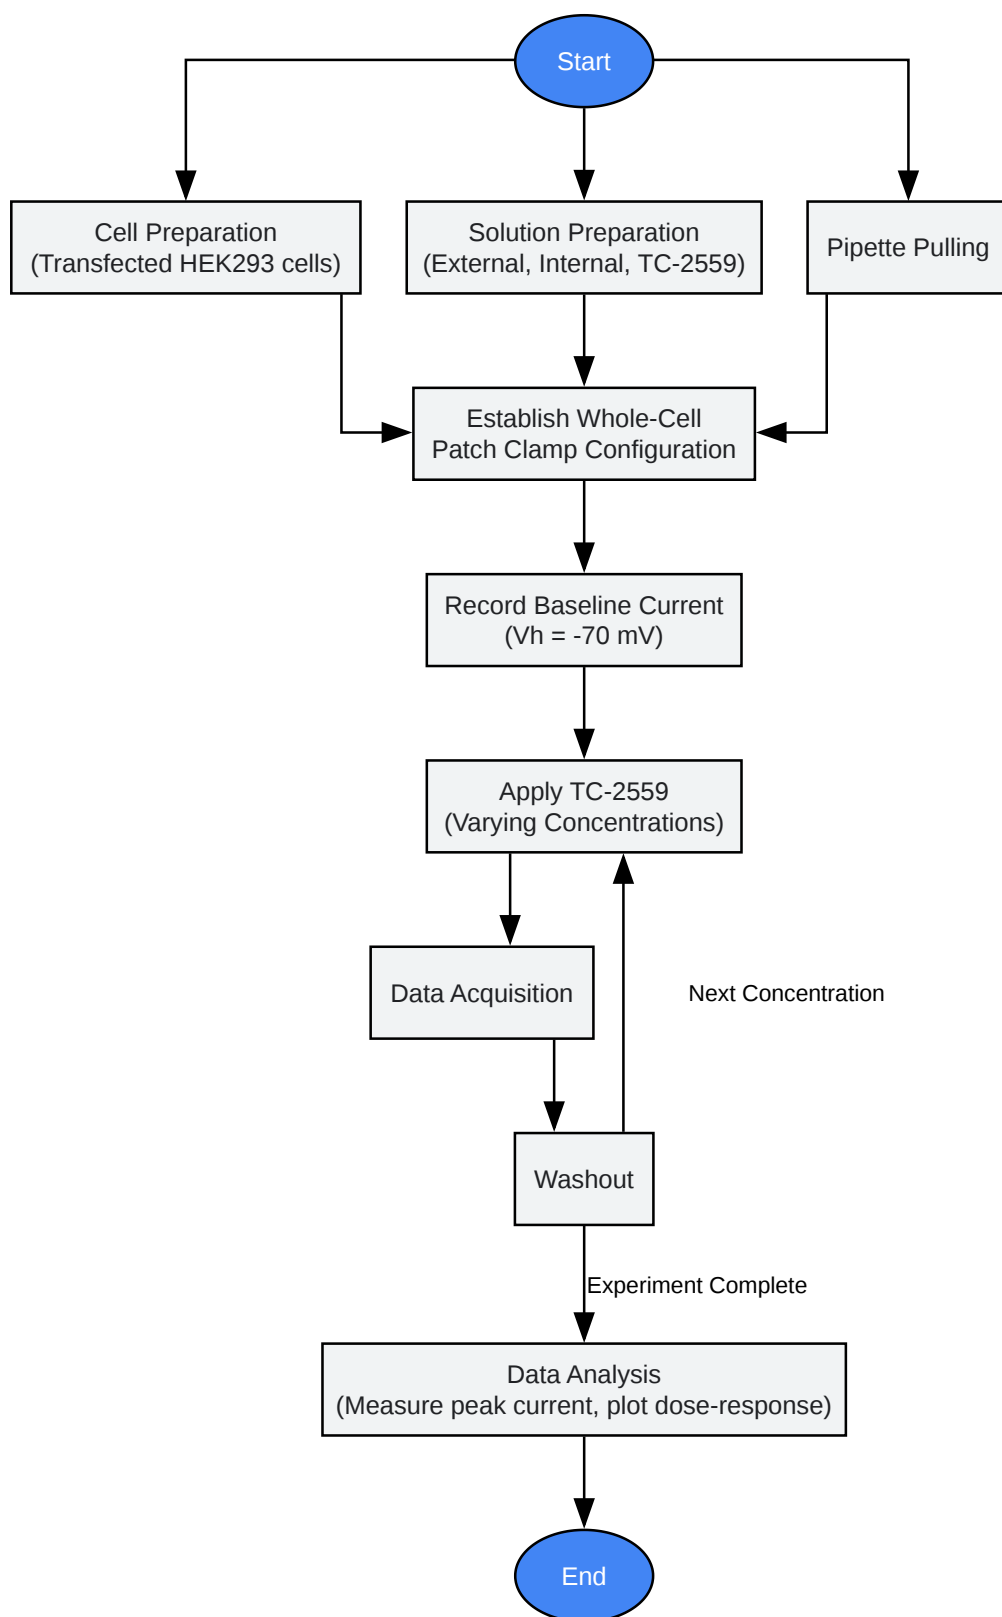 Start
Cell Preparation
(Transfected HEK293 cells)
Solution Preparation
(External, Internal, TC-2559)
Pipette Pulling
Establish Whole-Cell
Patch Clamp Configuration
Record Baseline Current
(Vh = -70 mV)
Apply TC-2559
(Varying Concentrations)
Data Acquisition
Next Concentration
Washout
Experiment Complete
Data Analysis
(Measure peak current, plot dose-response)
End